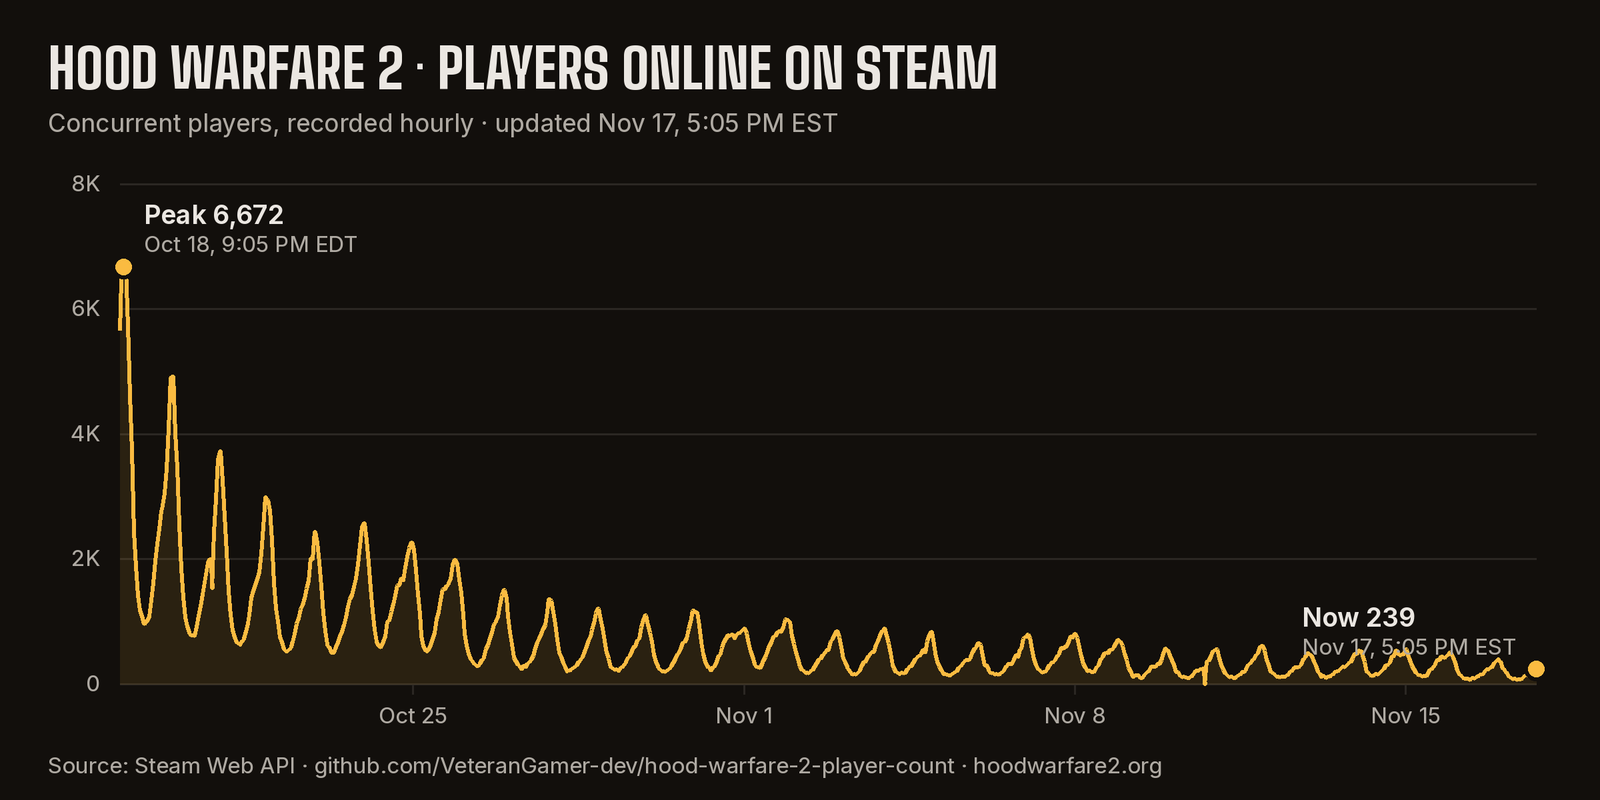 HOOD WARFARE 2 · PLAYERS ONLINE ON STEAM
Concurrent players, recorded hourly · updated Nov 17, 5:05 PM EST
8K
Peak 6,672
Oct 18, 9:05 PM EDT
6K
4K
2K
Now 239
Nov 17, 5:05 PM EST
0
Oct 25
Nov 1
Nov 8
Nov 15
Source: Steam Web API · github.com/VeteranGamer-dev/hood-warfare-2-player-count · hoodwarfare2.org